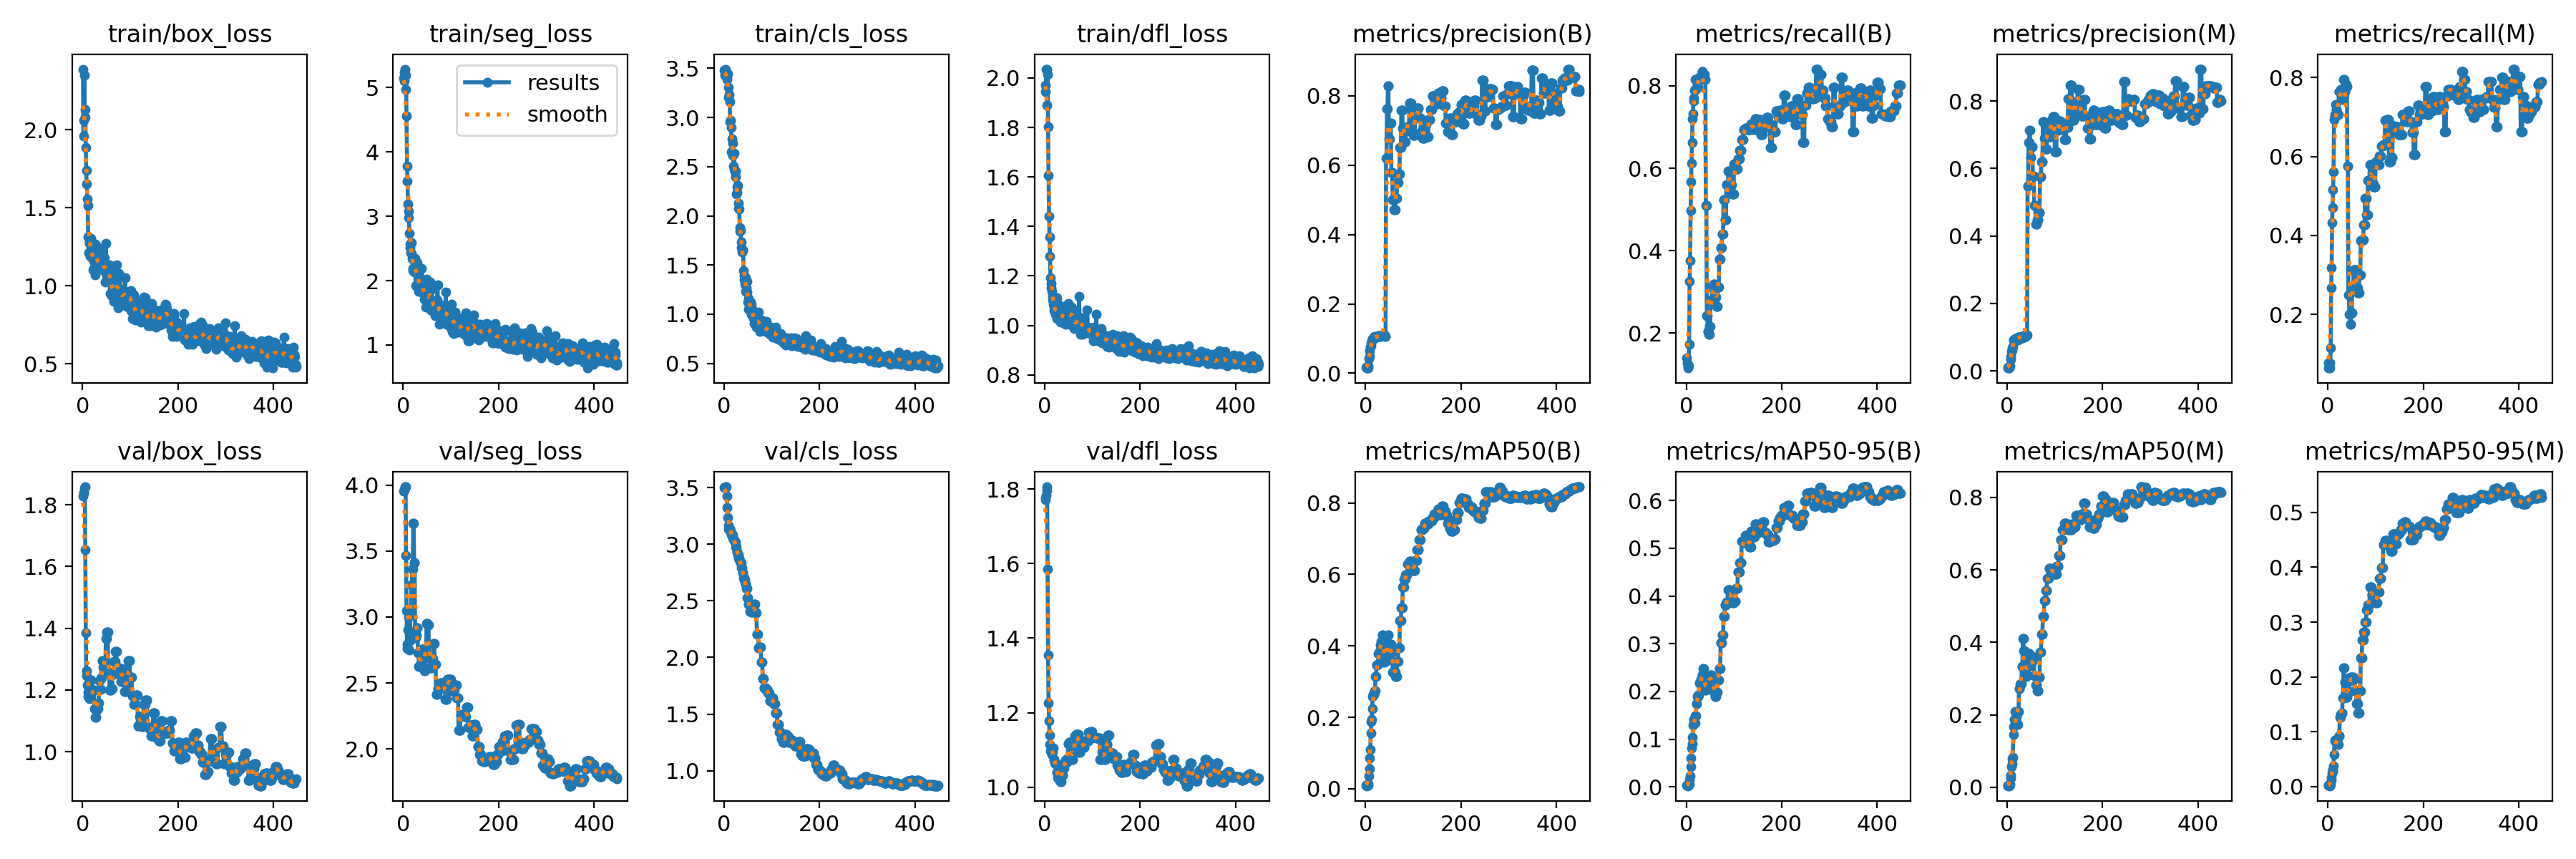 train/box_loss
train/seg_loss
train/cls_loss
train/dfl_loss
metrics/precision(B)
metrics/recall(B)
metrics/precision(M)
metrics/recall(M)
2.0
1.5
1.0
0.5
0 200 400
5
4
3
2
1
results
smooth
0 200 400
3.5
3.0
2.5
2.0
1.5
1.0
0.5
0 200 400
2.0
1.8
1.6
1.4
1.2
1.0
0.8
0 200 400
0.8
0.6
0.4
0.2
0.0
0 200 400
0.8
0.6
0.4
0.2
0 200 400
0.8
0.6
0.4
0.2
0.0
0 200 400
0.8
0.6
0.4
0.2
0 200 400
val/box_loss
val/seg_loss
val/cls_loss
val/dfl_loss
metrics/mAP50(B)
metrics/mAP50-95(B)
metrics/mAP50(M)
metrics/mAP50-95(M)
1.8
1.6
1.4
1.2
1.0
0 200 400
4.0
3.5
3.0
2.5
2.0
0 200 400
3.5
3.0
2.5
2.0
1.5
1.0
0 200 400
1.8
1.6
1.4
1.2
1.0
0 200 400
0.8
0.6
0.4
0.2
0.0
0 200 400
0.6
0.5
0.4
0.3
0.2
0.1
0.0
0 200 400
0.8
0.6
0.4
0.2
0.0
0 200 400
0.5
0.4
0.3
0.2
0.1
0.0
0 200 400